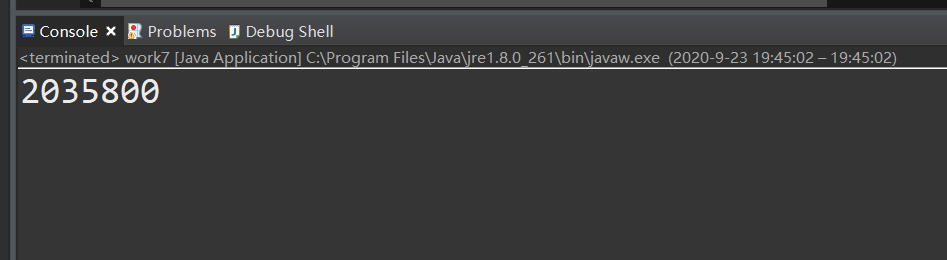 Console Problems Debug Shell
<terminated> work7 [Java Application] C:\Program Files\Java\jre1.8.0_261\bin\javaw.exe (2020-9-23 19:45:02 – 19:45:02)
2035800